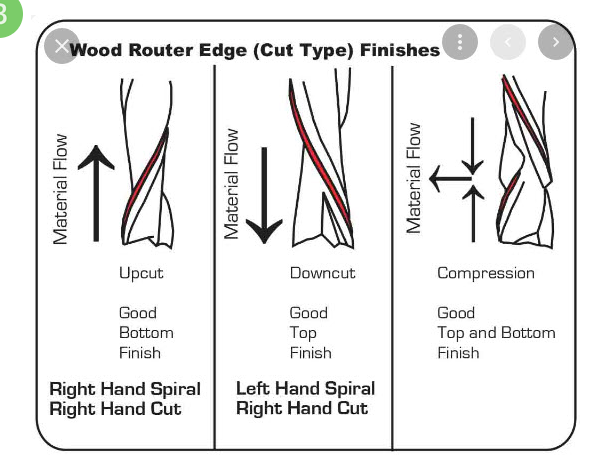 3
Wood Router Edge (Cut Type) Finishes
Material Flow
Upcut
Good
Bottom
Finish
Right Hand Spiral
Right Hand Cut
Material Flow
Downcut
Good
Top
Finish
Left Hand Spiral
Right Hand Cut
Material Flow
Compression
Good
Top and Bottom
Finish